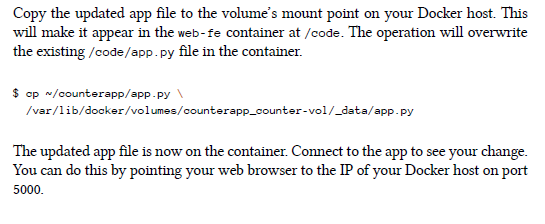 Copy the updated app file to the volume's mount point on your Docker host. This
will make it appear in the web-fe container at /code. The operation will overwrite
the existing /code/app.py file in the container.
$ cp ~/counterapp/app.py \
/var/lib/docker/volumes/counterapp_counter-vol/_data/app.py
The updated app file is now on the container. Connect to the app to see your change.
You can do this by pointing your web browser to the IP of your Docker host on port
5000.